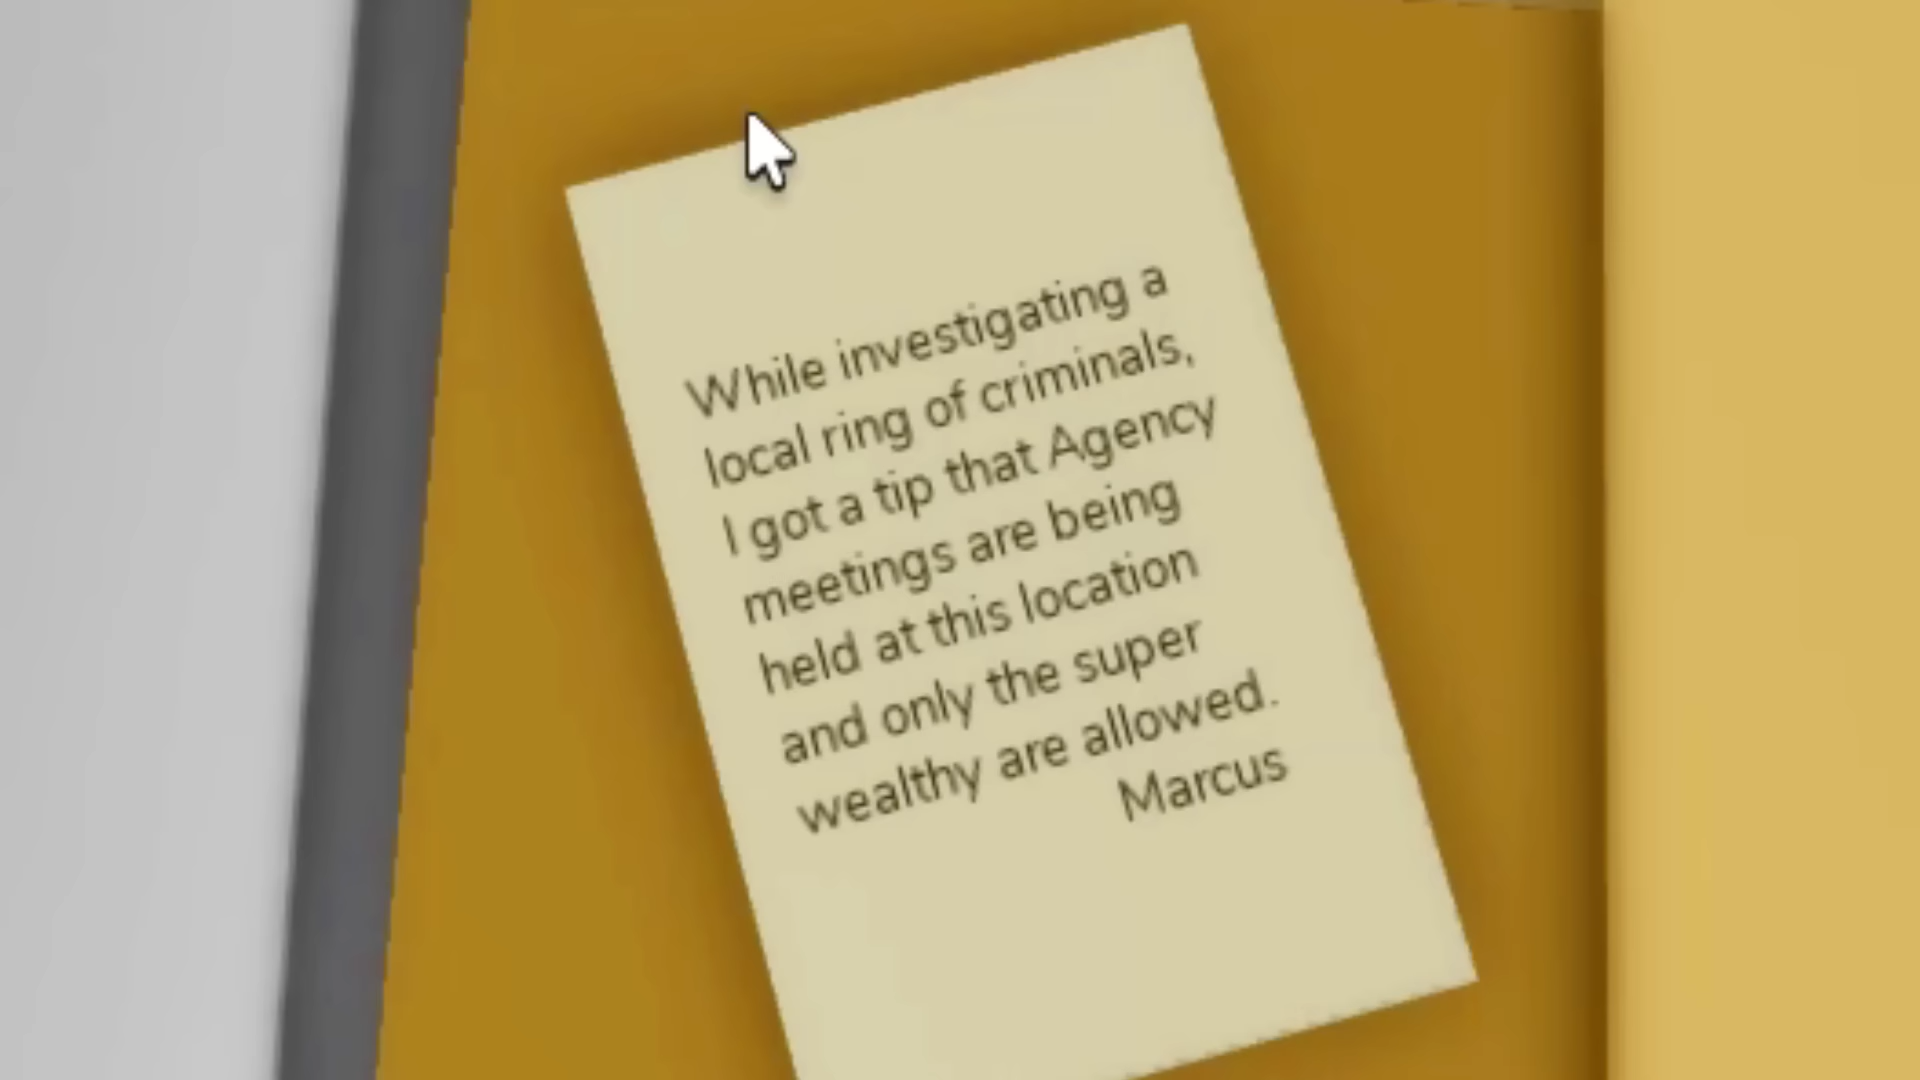 While investigating a
local ring of criminals,
I got a tip that Agency
meetings are being
held at this location
and only the super
wealthy are allowed.
Marcus